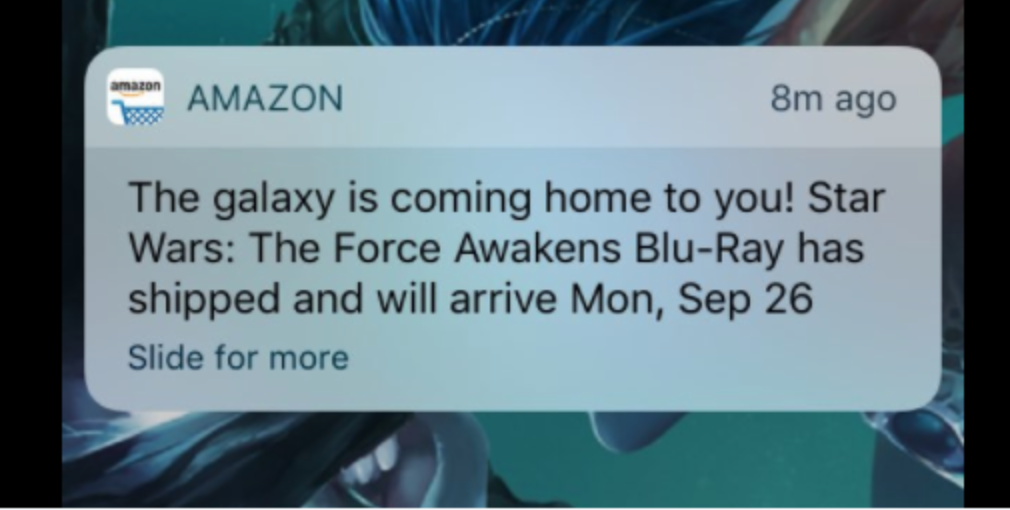 amazon
AMAZON 8m ago
The galaxy is coming home to you! Star
Wars: The Force Awakens Blu-Ray has
shipped and will arrive Mon, Sep 26
Slide for more